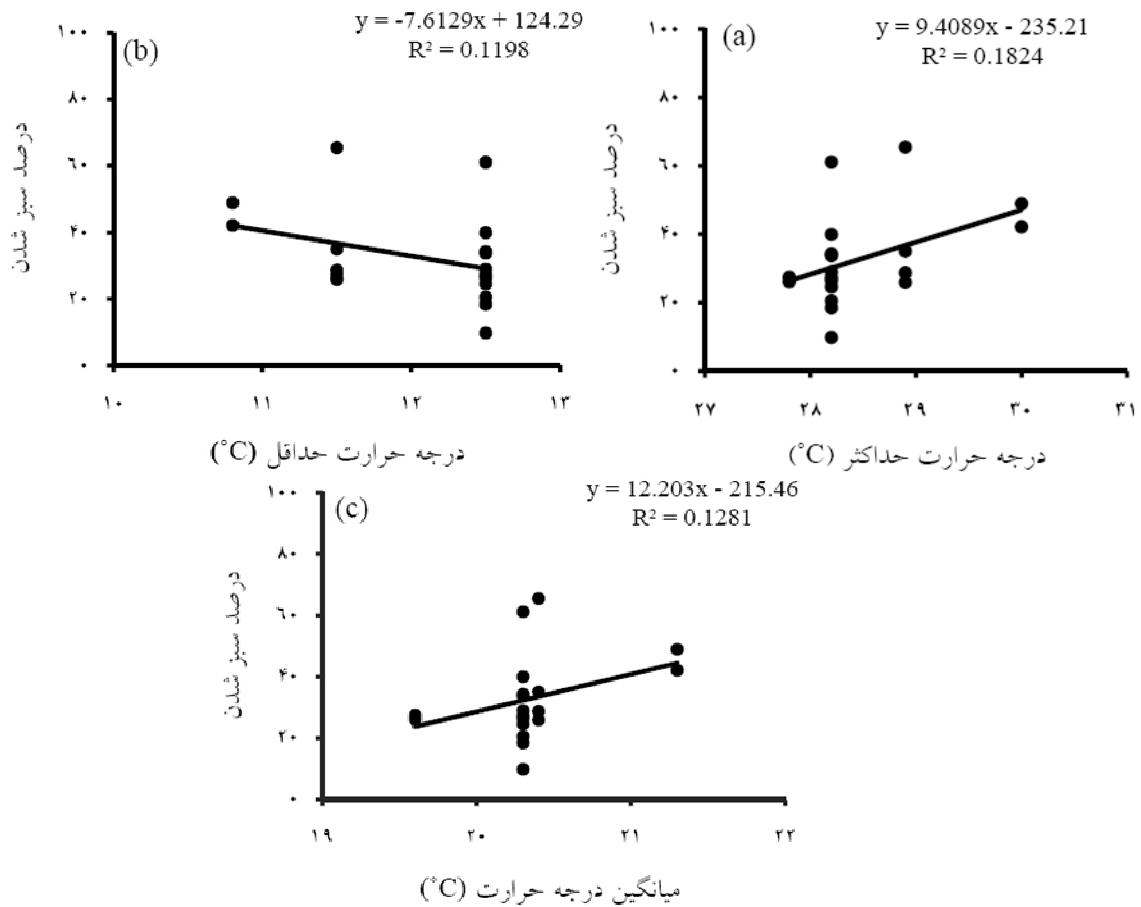 (a)
y = 9.4089x - 235.21
R² = 0.1824
درصد سبز شدن
۱۰۰
۸۰
۶۰
۴۰
۲۰
۰
۲۷ ۲۸ ۲۹ ۳۰ ۳۱
درجه حرارت حداکثر (°C)
(b)
y = -7.6129x + 124.29
R² = 0.1198
درصد سبز شدن
۱۰۰
۸۰
۶۰
۴۰
۲۰
۰
۱۰ ۱۱ ۱۲ ۱۳
درجه حرارت حداقل (°C)
(c)
y = 12.203x - 215.46
R² = 0.1281
درصد سبز شدن
۱۰۰
۸۰
۶۰
۴۰
۲۰
۰
۱۹ ۲۰ ۲۱ ۲۲
میانگین درجه حرارت (°C)